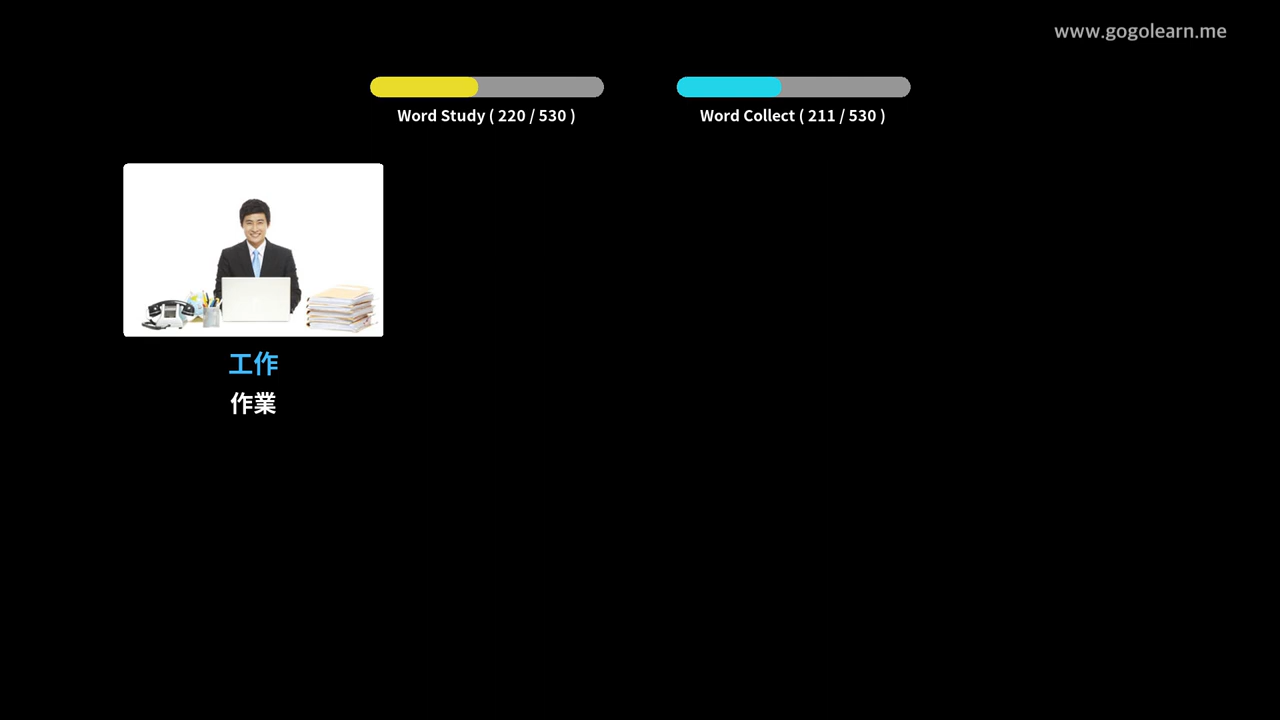 www.gogolearn.me
Word Study ( 220 / 530 )
Word Collect ( 211 / 530 )
工作
作業